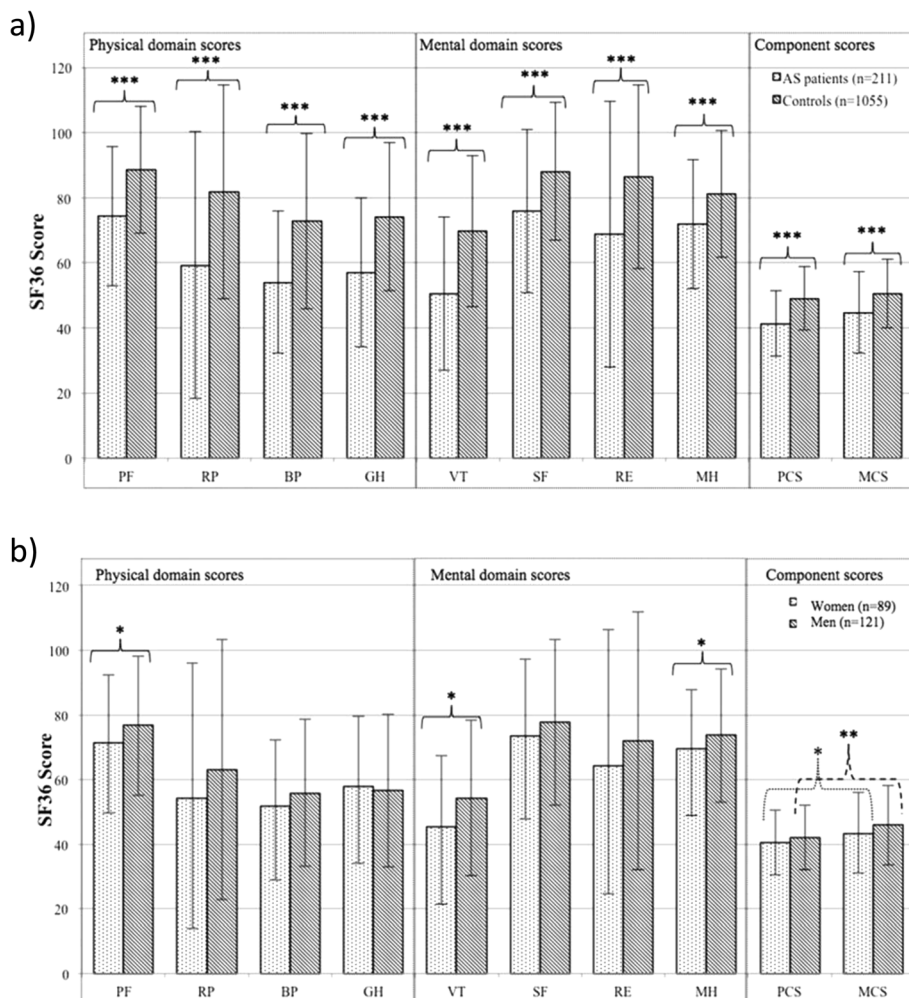 a)
Physical domain scores
Mental domain scores
Component scores
AS patients (n=211)
Controls (n=1055)
SF36 Score
120
100
80
60
40
20
0
***
***
***
***
***
***
***
***
***
***
PF
RP
BP
GH
VT
SF
RE
MH
PCS
MCS
b)
Physical domain scores
Mental domain scores
Component scores
Women (n=89)
Men (n=121)
SF36 Score
120
100
80
60
40
20
0
*
*
*
*
**
PF
RP
BP
GH
VT
SF
RE
MH
PCS
MCS